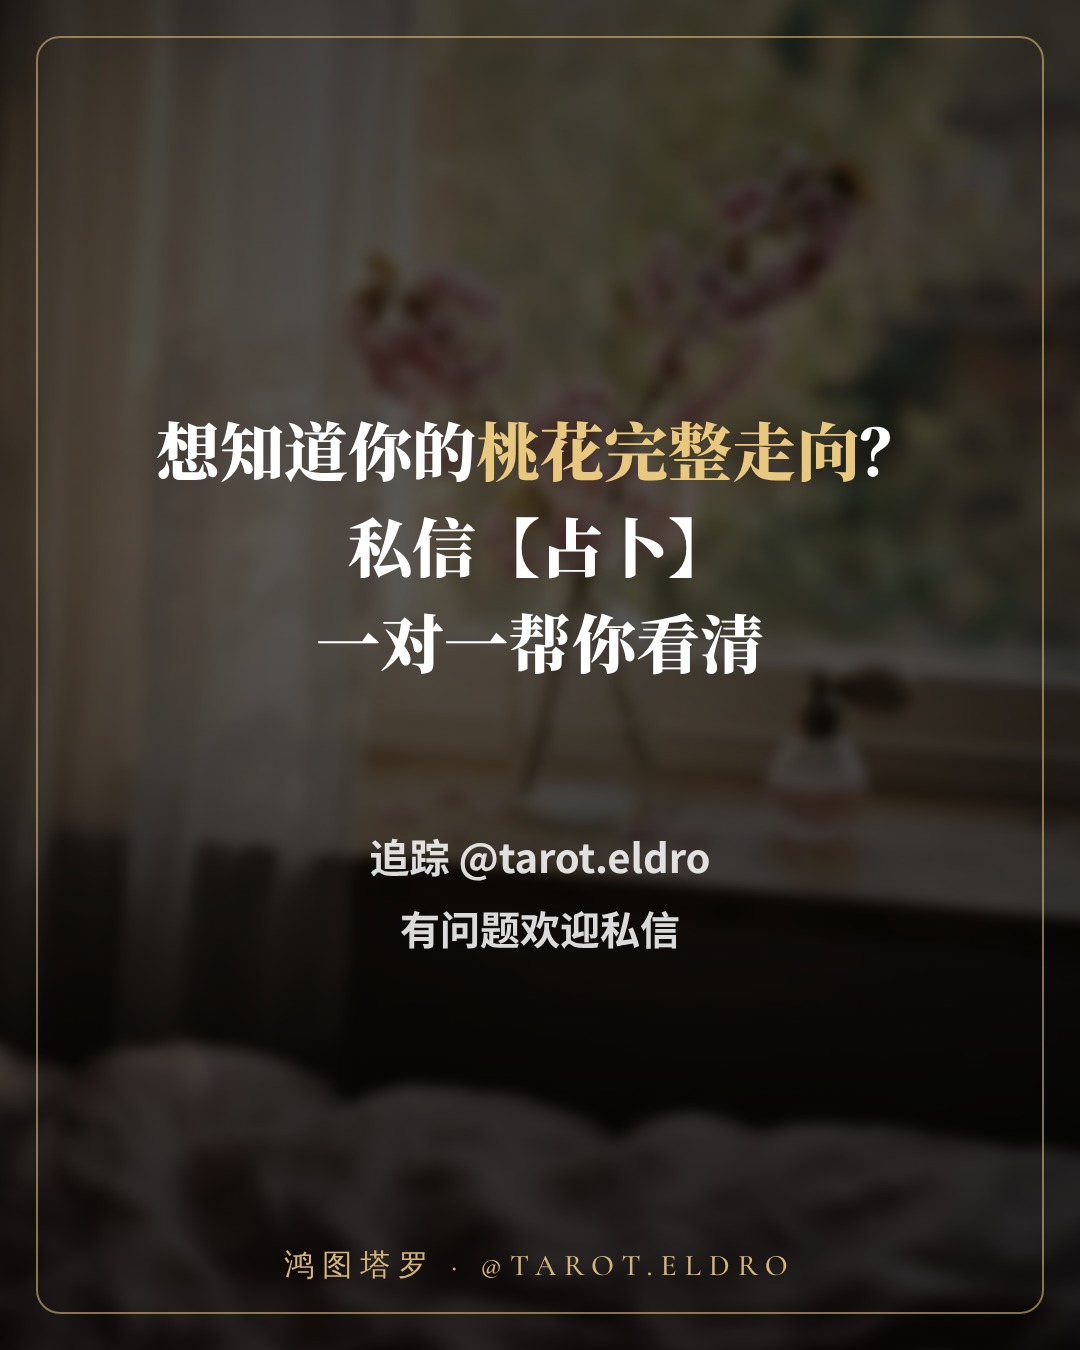 想知道你的桃花完整走向?
私信【占卜】
一对一帮你看清
追踪 @tarot.eldro
有问题欢迎私信
鸿图塔罗 · @TAROT.ELDRO